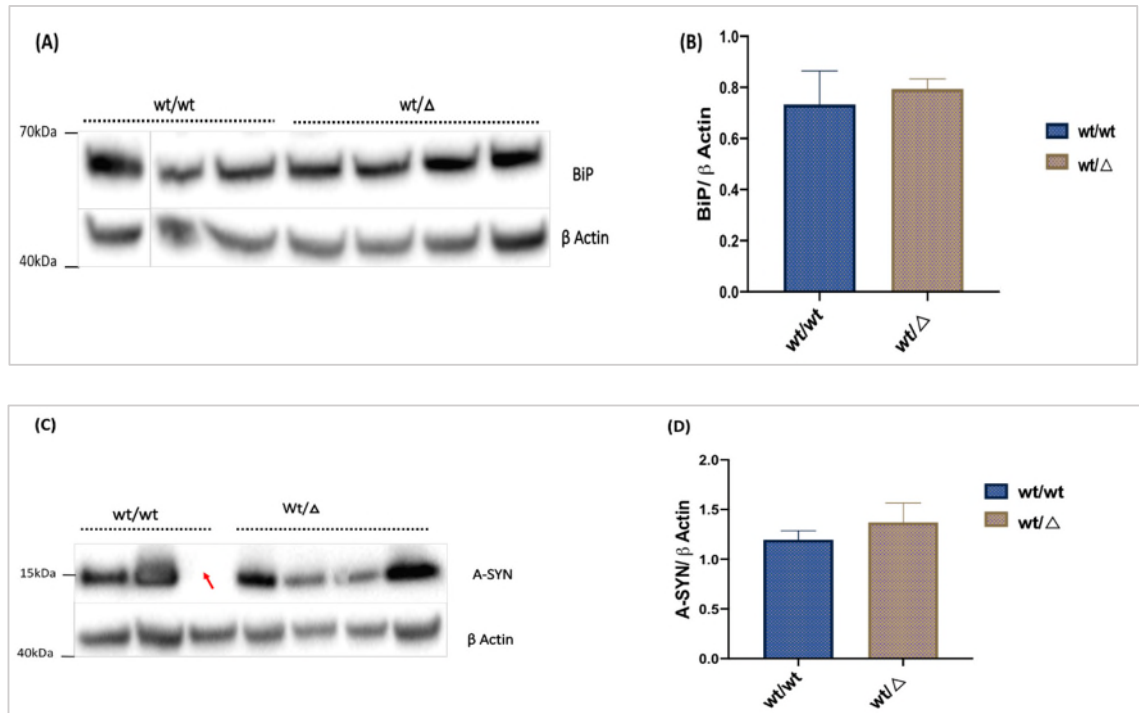 (A)
wt/wt
wt/Δ
70kDa
BiP
β Actin
40kDa
(B)
1.0
0.8
0.6
0.4
0.2
0.0
BiP/ β Actin
wt/wt
wt/△
wt/wt
wt/△
(C)
wt/wt
Wt/Δ
15kDa
A-SYN
β Actin
40kDa
(D)
2.0
1.5
1.0
0.5
0.0
A-SYN/ β Actin
wt/wt
wt/△
wt/wt
wt/△